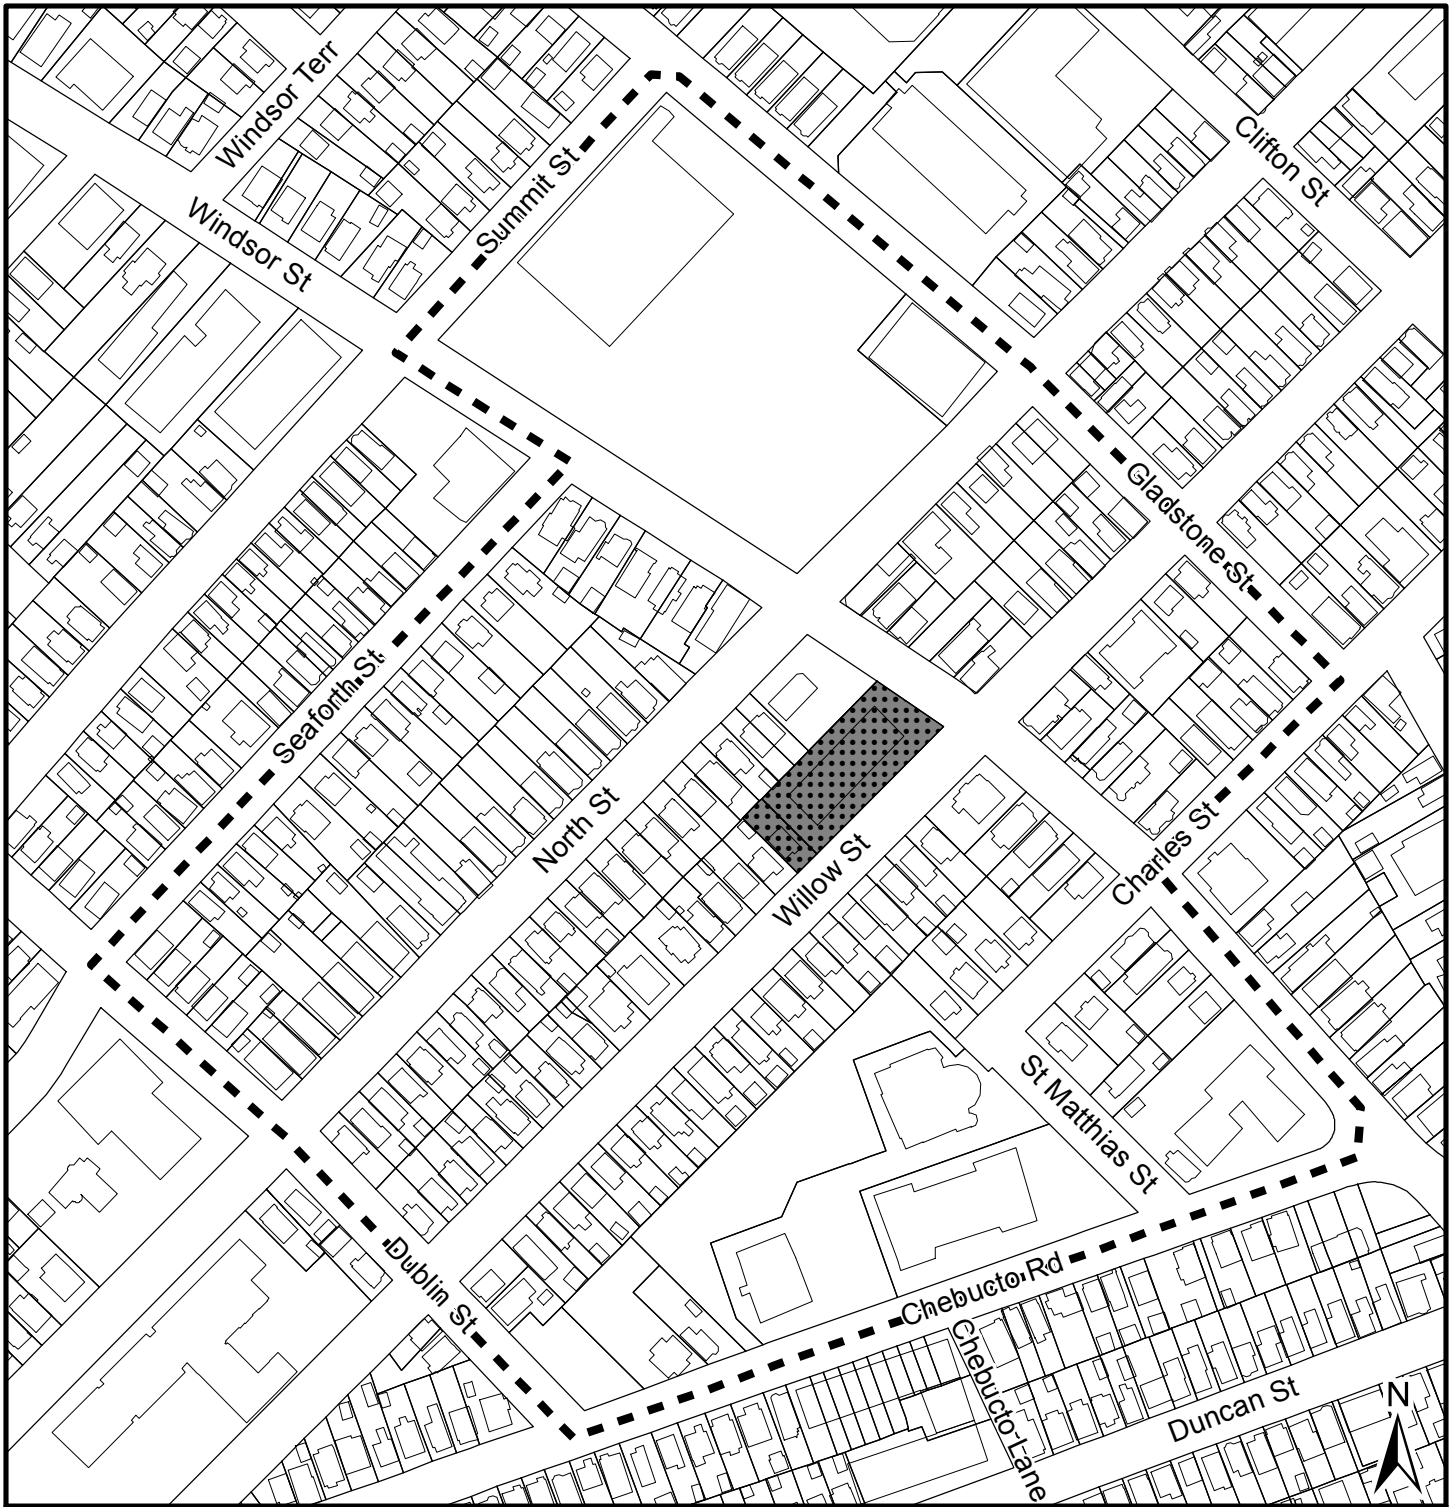 Windsor Terr
Clifton St
Summit St
Windsor St
Gladstone St
Seaforth St
North St
Willow St
Charles St
St Matthias St
Dublin St
Chebucto Rd
Chebucto Lane
Duncan St
N